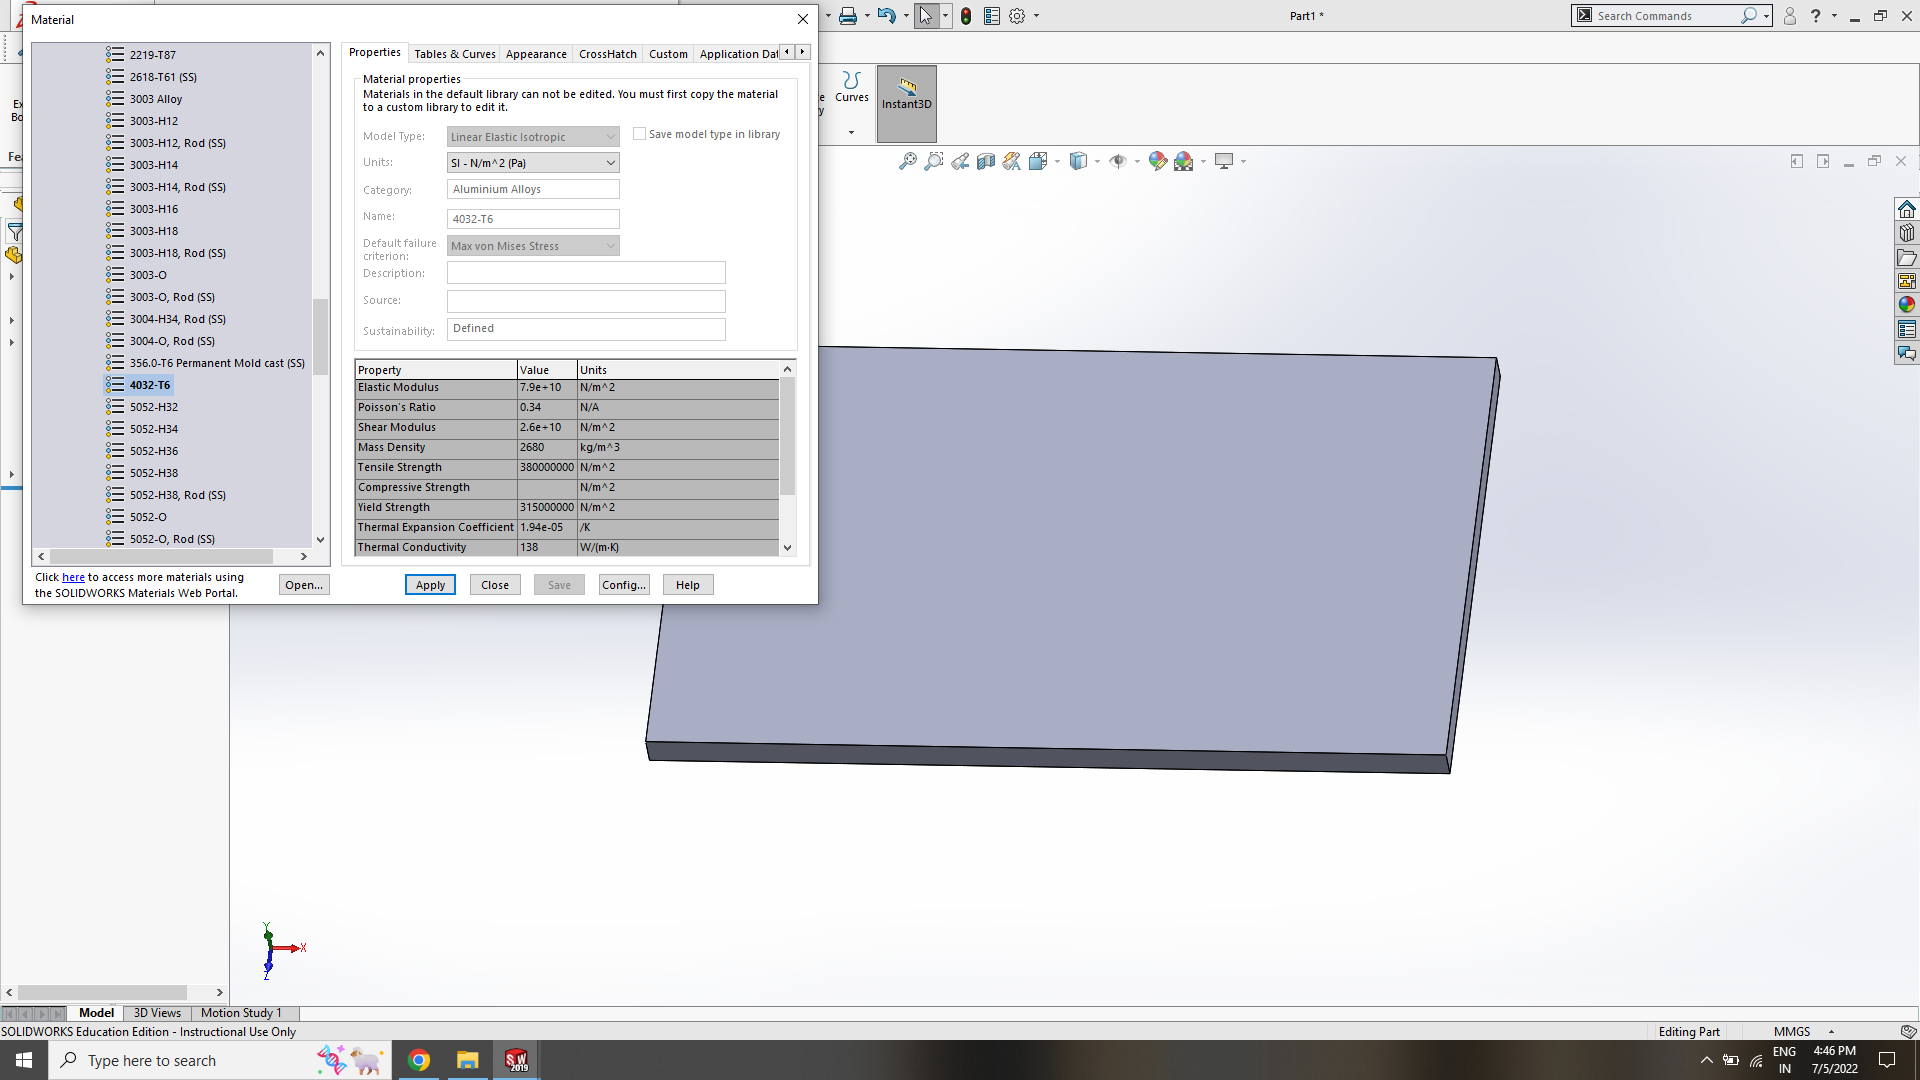 Material
Part1 *
Search Commands
2219-T87
2618-T61 (SS)
3003 Alloy
3003-H12
3003-H12, Rod (SS)
3003-H14
3003-H14, Rod (SS)
3003-H16
3003-H18
3003-H18, Rod (SS)
3003-O
3003-O, Rod (SS)
3004-H34, Rod (SS)
3004-O, Rod (SS)
356.0-T6 Permanent Mold cast (SS)
4032-T6
5052-H32
5052-H34
5052-H36
5052-H38
5052-H38, Rod (SS)
5052-O
5052-O, Rod (SS)
Click here to access more materials using
the SOLIDWORKS Materials Web Portal.
Open...
Properties Tables & Curves Appearance CrossHatch Custom Application Dat
Material properties
Materials in the default library can not be edited. You must first copy the material
to a custom library to edit it.
Model Type: Linear Elastic Isotropic Save model type in library
Units: SI - N/m^2 (Pa)
Category: Aluminium Alloys
Name: 4032-T6
Default failure
criterion: Max von Mises Stress
Description:
Source:
Sustainability: Defined
Property Value Units
Elastic Modulus 7.9e+10 N/m^2
Poisson's Ratio 0.34 N/A
Shear Modulus 2.6e+10 N/m^2
Mass Density 2680 kg/m^3
Tensile Strength 380000000 N/m^2
Compressive Strength N/m^2
Yield Strength 315000000 N/m^2
Thermal Expansion Coefficient 1.94e-05 /K
Thermal Conductivity 138 W/(m·K)
Apply Close Save Config... Help
Curves
Instant3D
Y
X
Z
Model 3D Views Motion Study 1
SOLIDWORKS Education Edition - Instructional Use Only
Editing Part
MMGS
Type here to search
SW
2019
ENG
IN
4:46 PM
7/5/2022